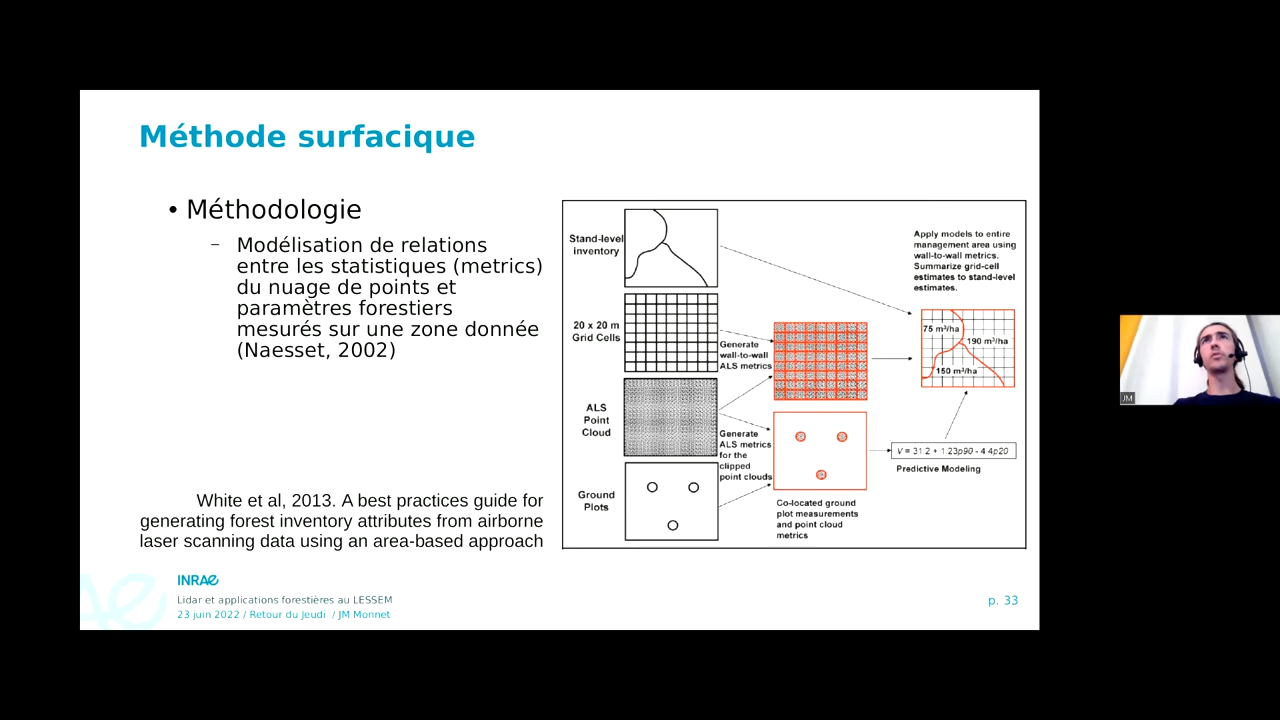 Méthode surfacique
• Méthodologie
– Modélisation de relations
entre les statistiques (metrics)
du nuage de points et
paramètres forestiers
mesurés sur une zone donnée
(Naesset, 2002)
White et al, 2013. A best practices guide for
generating forest inventory attributes from airborne
laser scanning data using an area-based approach
Stand-level
inventory
20 x 20 m
Grid Cells
ALS
Point
Cloud
Ground
Plots
Generate
wall-to-wall
ALS metrics
Generate
ALS metrics
for the
clipped
point clouds
Co-located ground
plot measurements
and point cloud
metrics
Apply models to entire
management area using
wall-to-wall metrics.
Summarize grid-cell
estimates to stand-level
estimates.
75 m³/ha
190 m³/ha
150 m³/ha
V = 31 2 + 1 23p90 - 4.4p20
Predictive Modeling
INRAE
Lidar et applications forestières au LESSEM
23 juin 2022 / Retour du Jeudi / JM Monnet
p. 33
JM